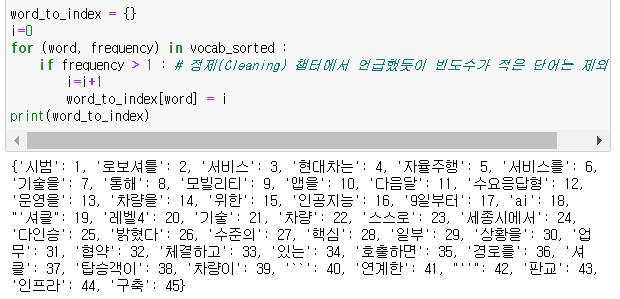 word_to_index = {}
i=0
for (word, frequency) in vocab_sorted :
    if frequency > 1 : # 정제(Cleaning) 챕터에서 언급했듯이 빈도수가 적은 단어는 제외
        i=i+1
        word_to_index[word] = i
print(word_to_index)
{'시범': 1, '로보셔틀': 2, '서비스': 3, '현대차는': 4, '자율주행': 5, '서비스를': 6,
'기술을': 7, '통해': 8, '모빌리티': 9, '앱을': 10, '다음달': 11, '수요응답형': 12,
'운영을': 13, '차량을': 14, '위한': 15, '인공지능': 16, '9일부터': 17, 'ai': 18,
"'셔클": 19, '레벨4': 20, '기술': 21, '차량': 22, '스스로': 23, '세종시에서': 24,
'다인승': 25, '밝혔다': 26, '수준의': 27, '핵심': 28, '일부': 29, '상황을': 30, '업
무': 31, '협약': 32, '체결하고': 33, '있는': 34, '호출하면': 35, '경로를': 36, '셔
클': 37, '탑승객이': 38, '차량이': 39, '``': 40, '연계한': 41, "''": 42, '판교': 43,
'인프라': 44, '구축': 45}